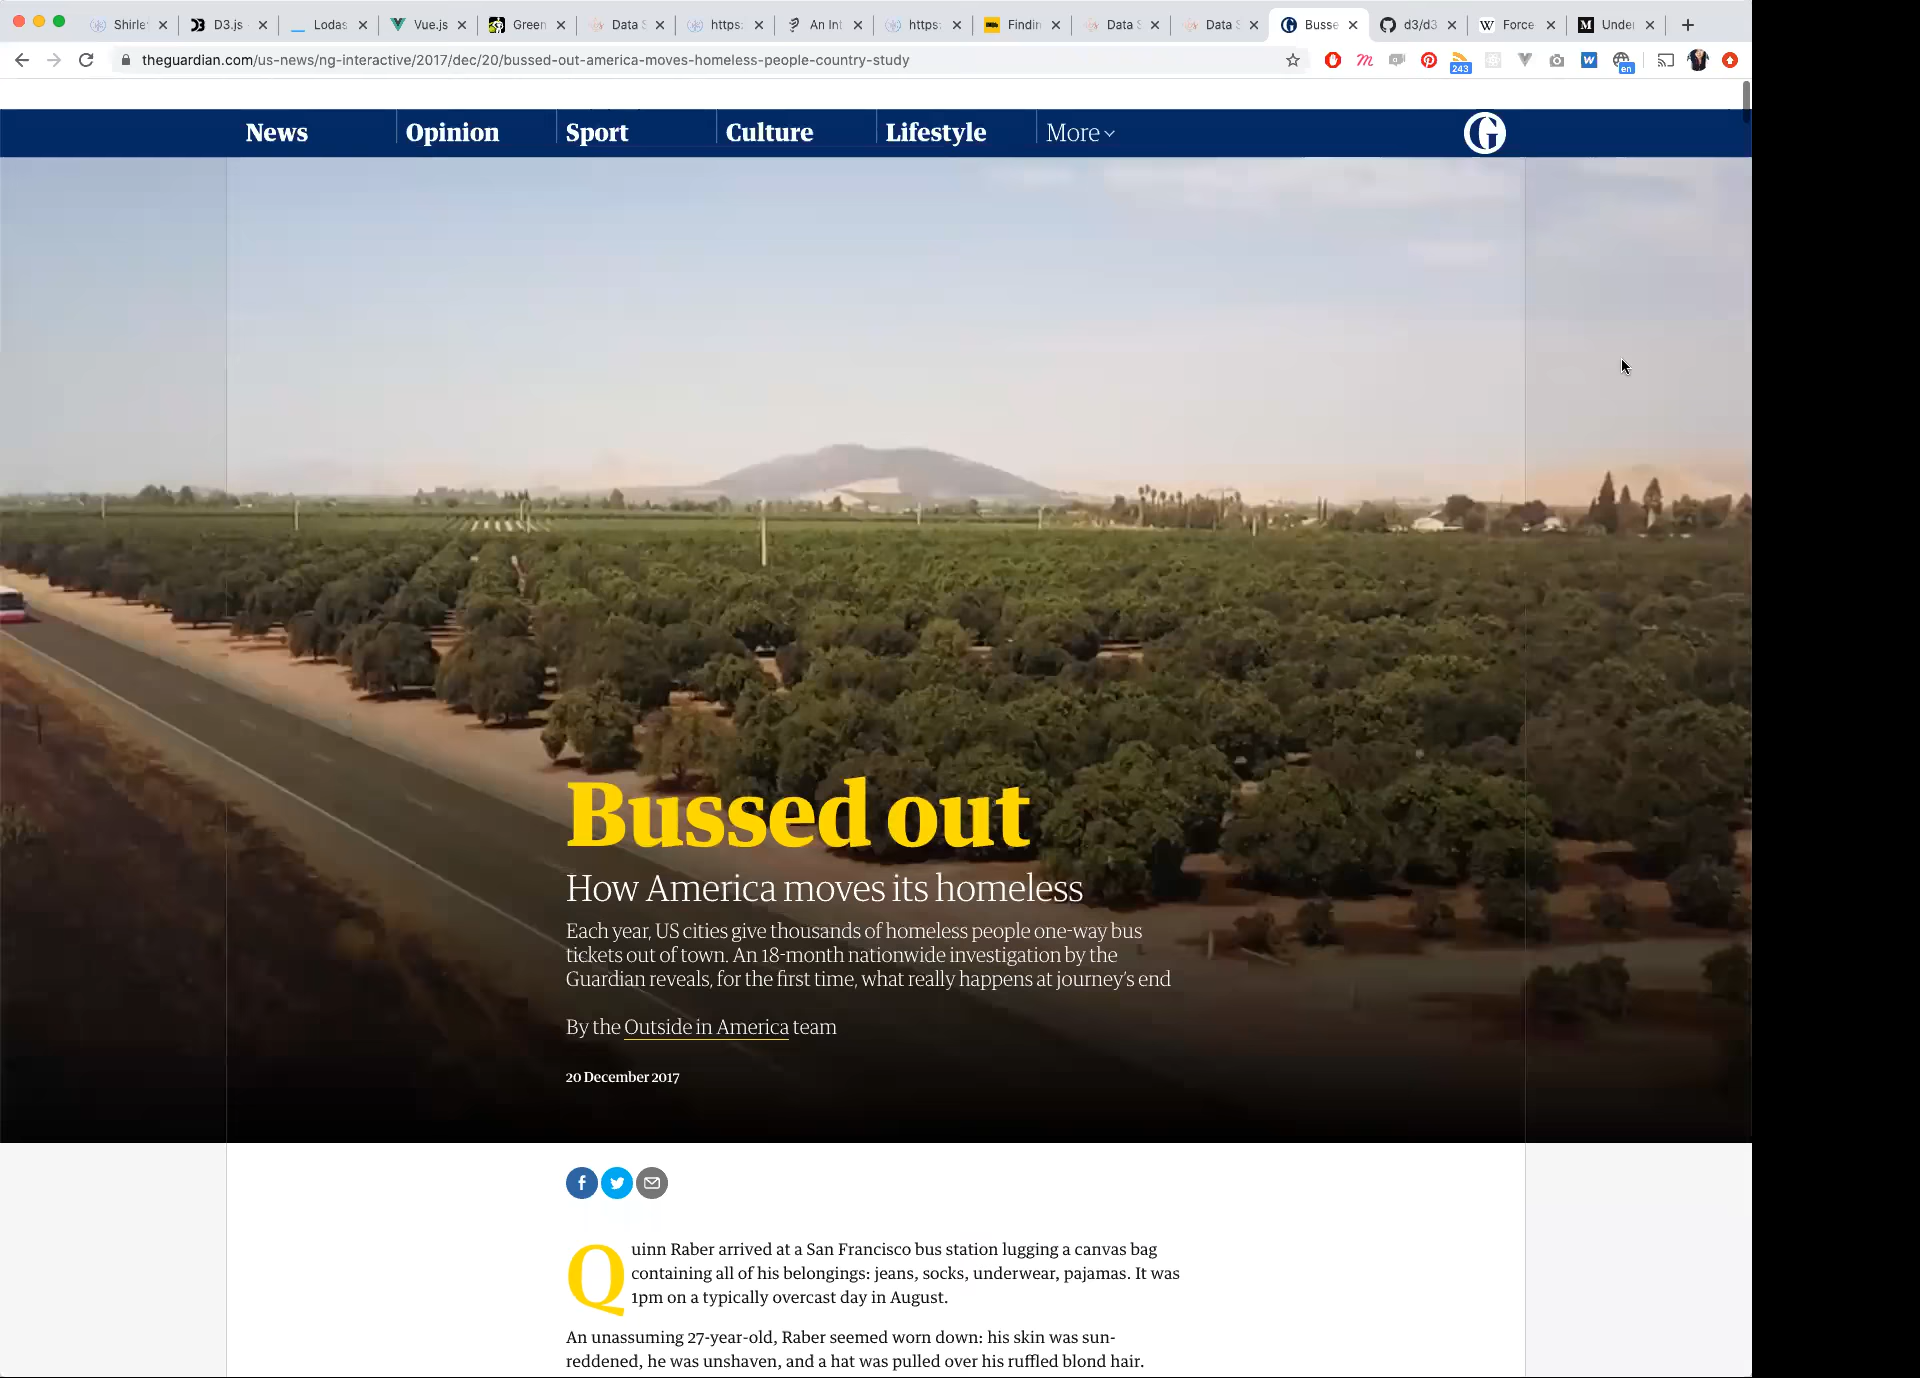 Shirle
D3.js
Lodas
Vue.js
Green
Data S
https:
An Int
https:
Findin
Data S
Data S
Busse
d3/d3
Force
Under
theguardian.com/us-news/ng-interactive/2017/dec/20/bussed-out-america-moves-homeless-people-country-study
243
en
News
Opinion
Sport
Culture
Lifestyle
More
Bussed out
How America moves its homeless
Each year, US cities give thousands of homeless people one-way bus
tickets out of town. An 18-month nationwide investigation by the
Guardian reveals, for the first time, what really happens at journey's end
By the Outside in America team
20 December 2017
Quinn Raber arrived at a San Francisco bus station lugging a canvas bag
containing all of his belongings: jeans, socks, underwear, pajamas. It was
1pm on a typically overcast day in August.
An unassuming 27-year-old, Raber seemed worn down: his skin was sun-
reddened, he was unshaven, and a hat was pulled over his ruffled blond hair.